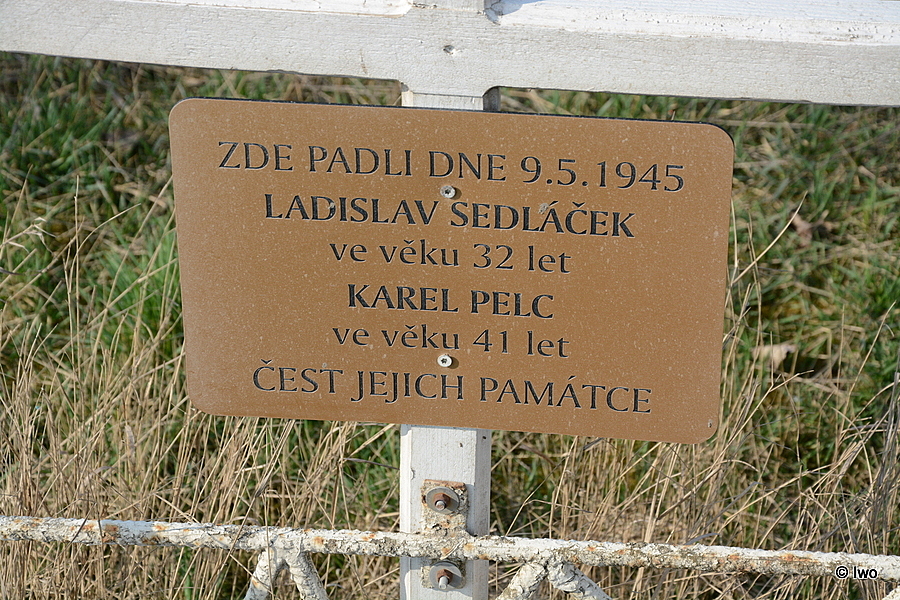 ZDE PADLI DNE 9.5.1945
LADISLAV SEDLÁČEK
ve věku 32 let
KAREL PELC
ve věku 41 let
ČEST JEJICH PAMÁTCE
© Iwo